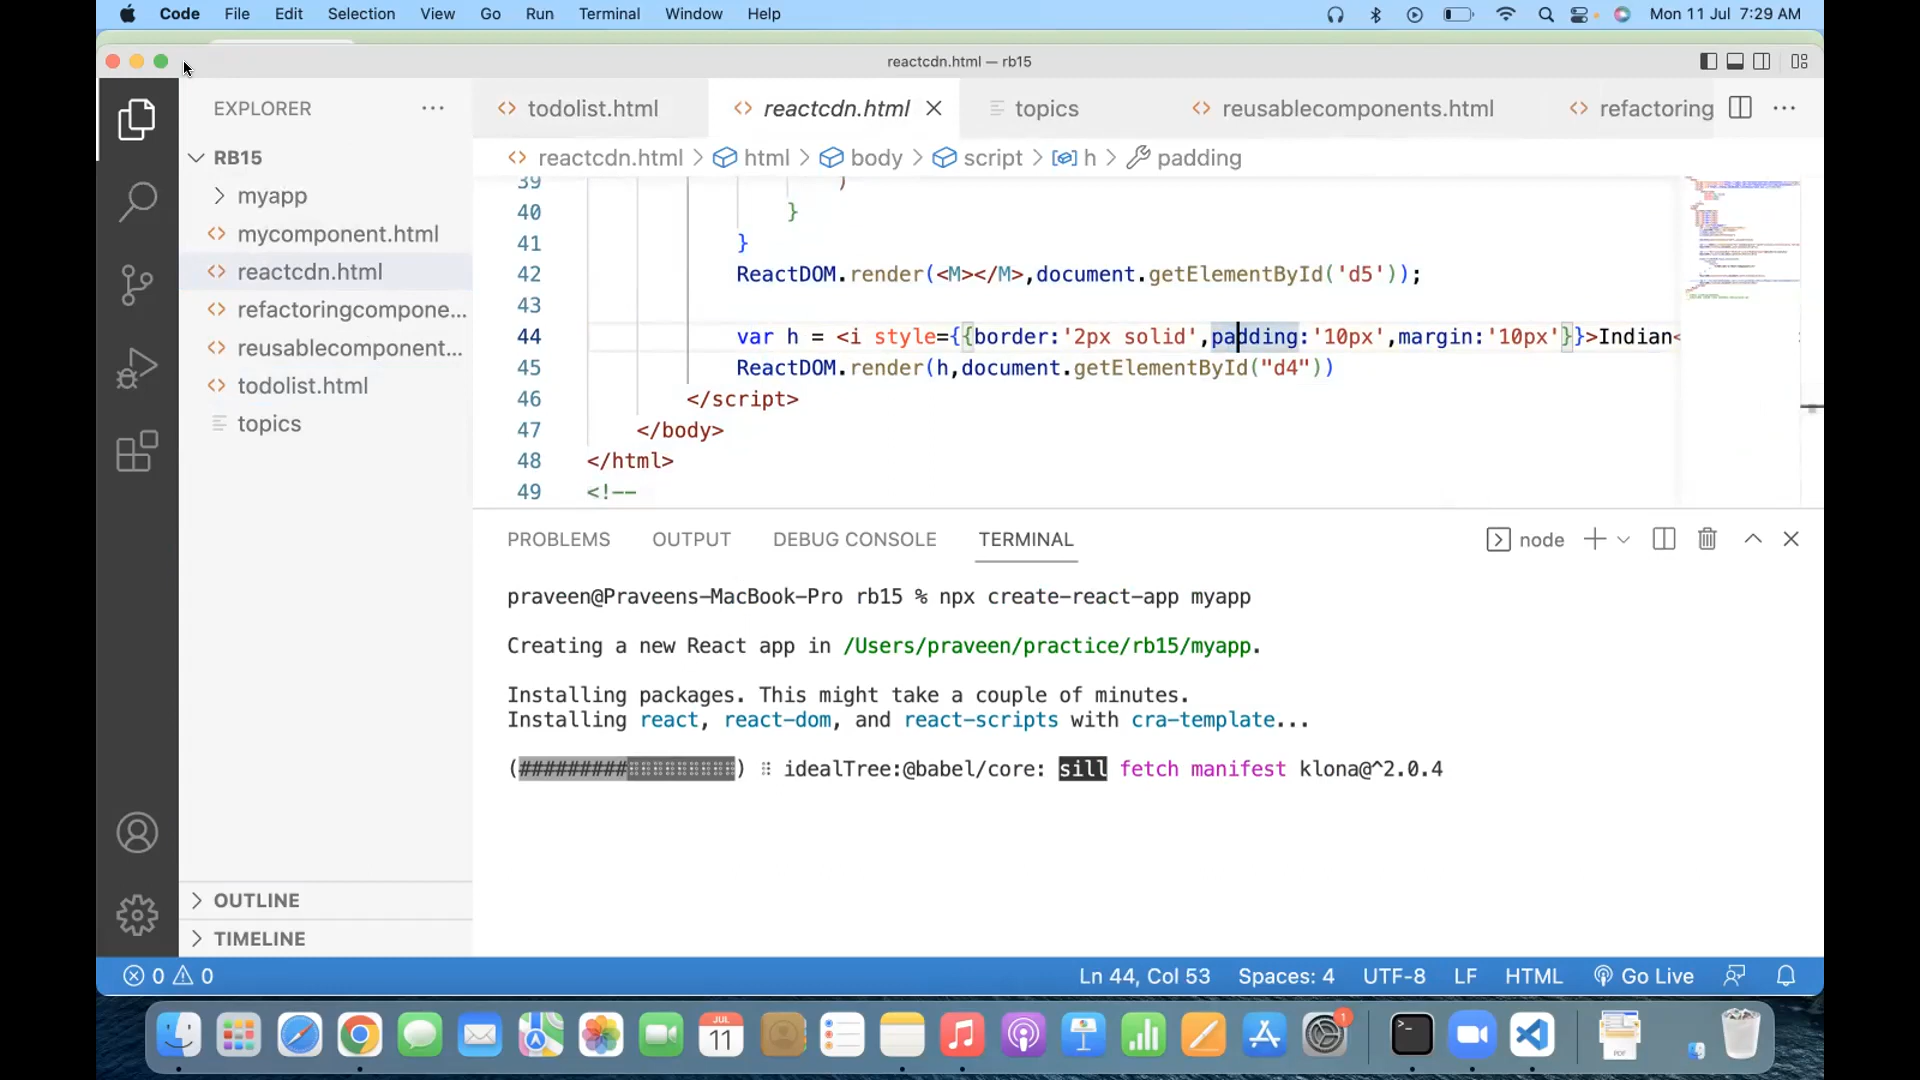 Code File Edit Selection View Go Run Terminal Window Help Mon 11 Jul 7:29 AM
reactcdn.html — rb15
EXPLORER
todolist.html
reactcdn.html
topics
reusablecomponents.html
refactoring
RB15
myapp
mycomponent.html
reactcdn.html
refactoringcompone...
reusablecomponent...
todolist.html
topics
OUTLINE
TIMELINE
reactcdn.html > html > body > script > h > padding
39 )
40 }
41 }
42 ReactDOM.render(<M></M>,document.getElementById('d5'));
43
44 var h = <i style={{border:'2px solid',padding:'10px',margin:'10px'}}>Indian<
45 ReactDOM.render(h,document.getElementById("d4"))
46 </script>
47 </body>
48 </html>
49 <!--
PROBLEMS OUTPUT DEBUG CONSOLE TERMINAL node
praveen@Praveens-MacBook-Pro rb15 % npx create-react-app myapp
Creating a new React app in /Users/praveen/practice/rb15/myapp.
Installing packages. This might take a couple of minutes.
Installing react, react-dom, and react-scripts with cra-template...
(#########⠂⠂⠂⠂⠂⠂⠂⠂⠂) ⠇ idealTree:@babel/core: sill fetch manifest klona@^2.0.4
0 0 Ln 44, Col 53 Spaces: 4 UTF-8 LF HTML Go Live
JUL
11
1
PDF